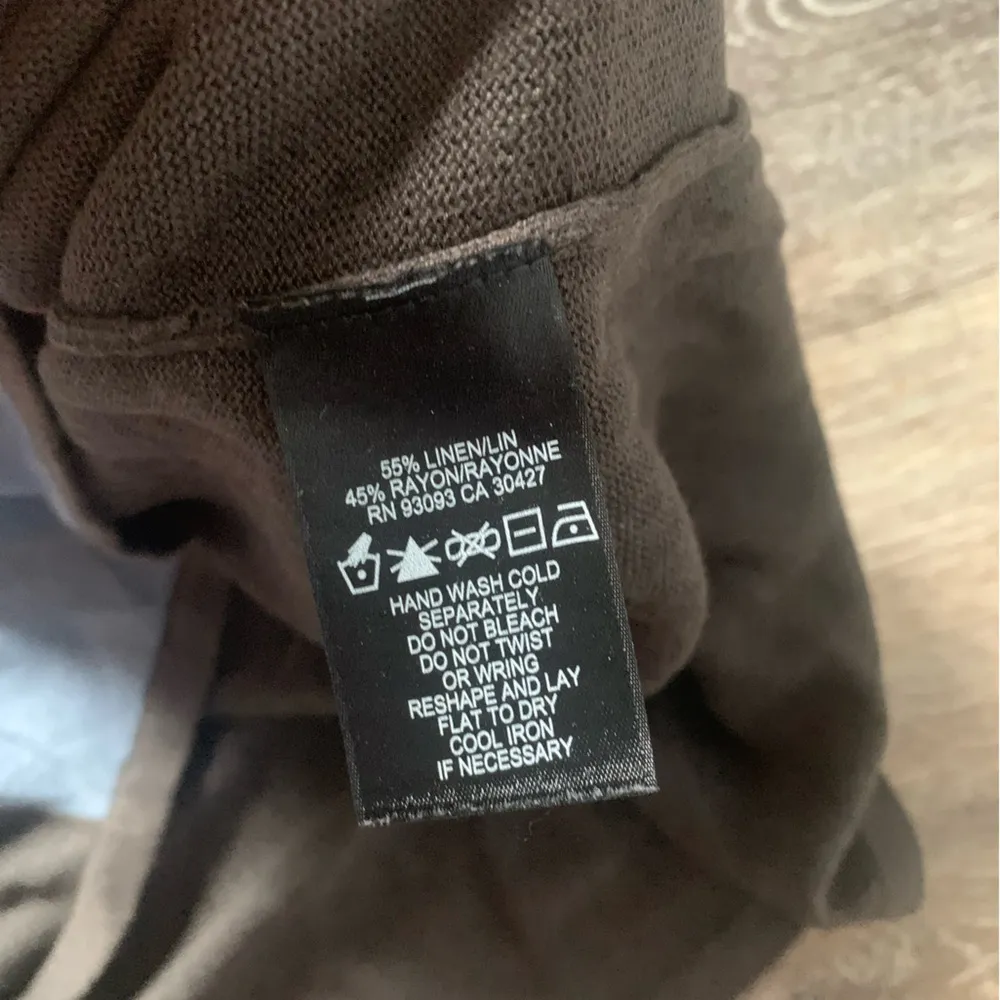 55% LINEN/LIN
45% RAYON/RAYONNE
RN 93093 CA 30427
HAND WASH COLD
SEPARATELY
DO NOT BLEACH
DO NOT TWIST
OR WRING
RESHAPE AND LAY
FLAT TO DRY
COOL IRON
IF NECESSARY